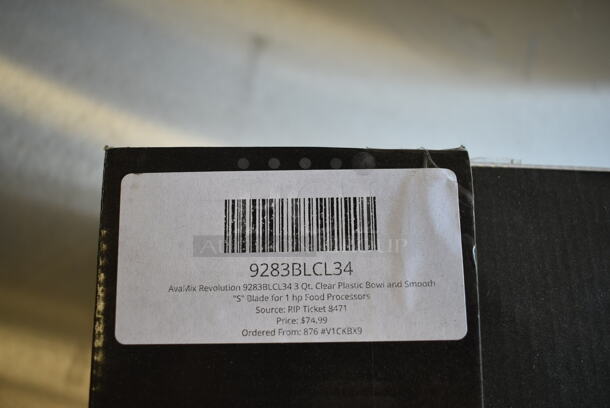 9283BLCL34
AvaMix Revolution 9283BLCL34 3 Qt. Clear Plastic Bowl and Smooth
"S" Blade for 1 hp Food Processors
Source: RIP Ticket 8471
Price: $74.99
Ordered From: 876 #V1CKBX9